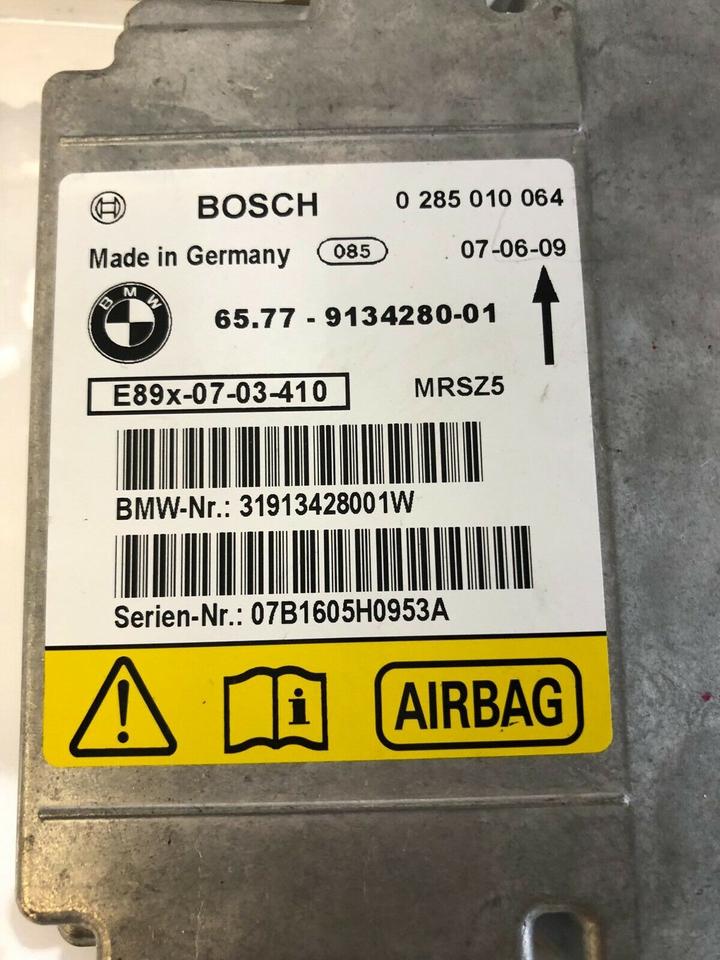 BOSCH 0 285 010 064
Made in Germany 085 07-06-09
BMW 65.77 - 9134280-01
E89x-07-03-410 MRSZ5
BMW-Nr.: 31913428001W
Serien-Nr.: 07B1605H0953A
i AIRBAG